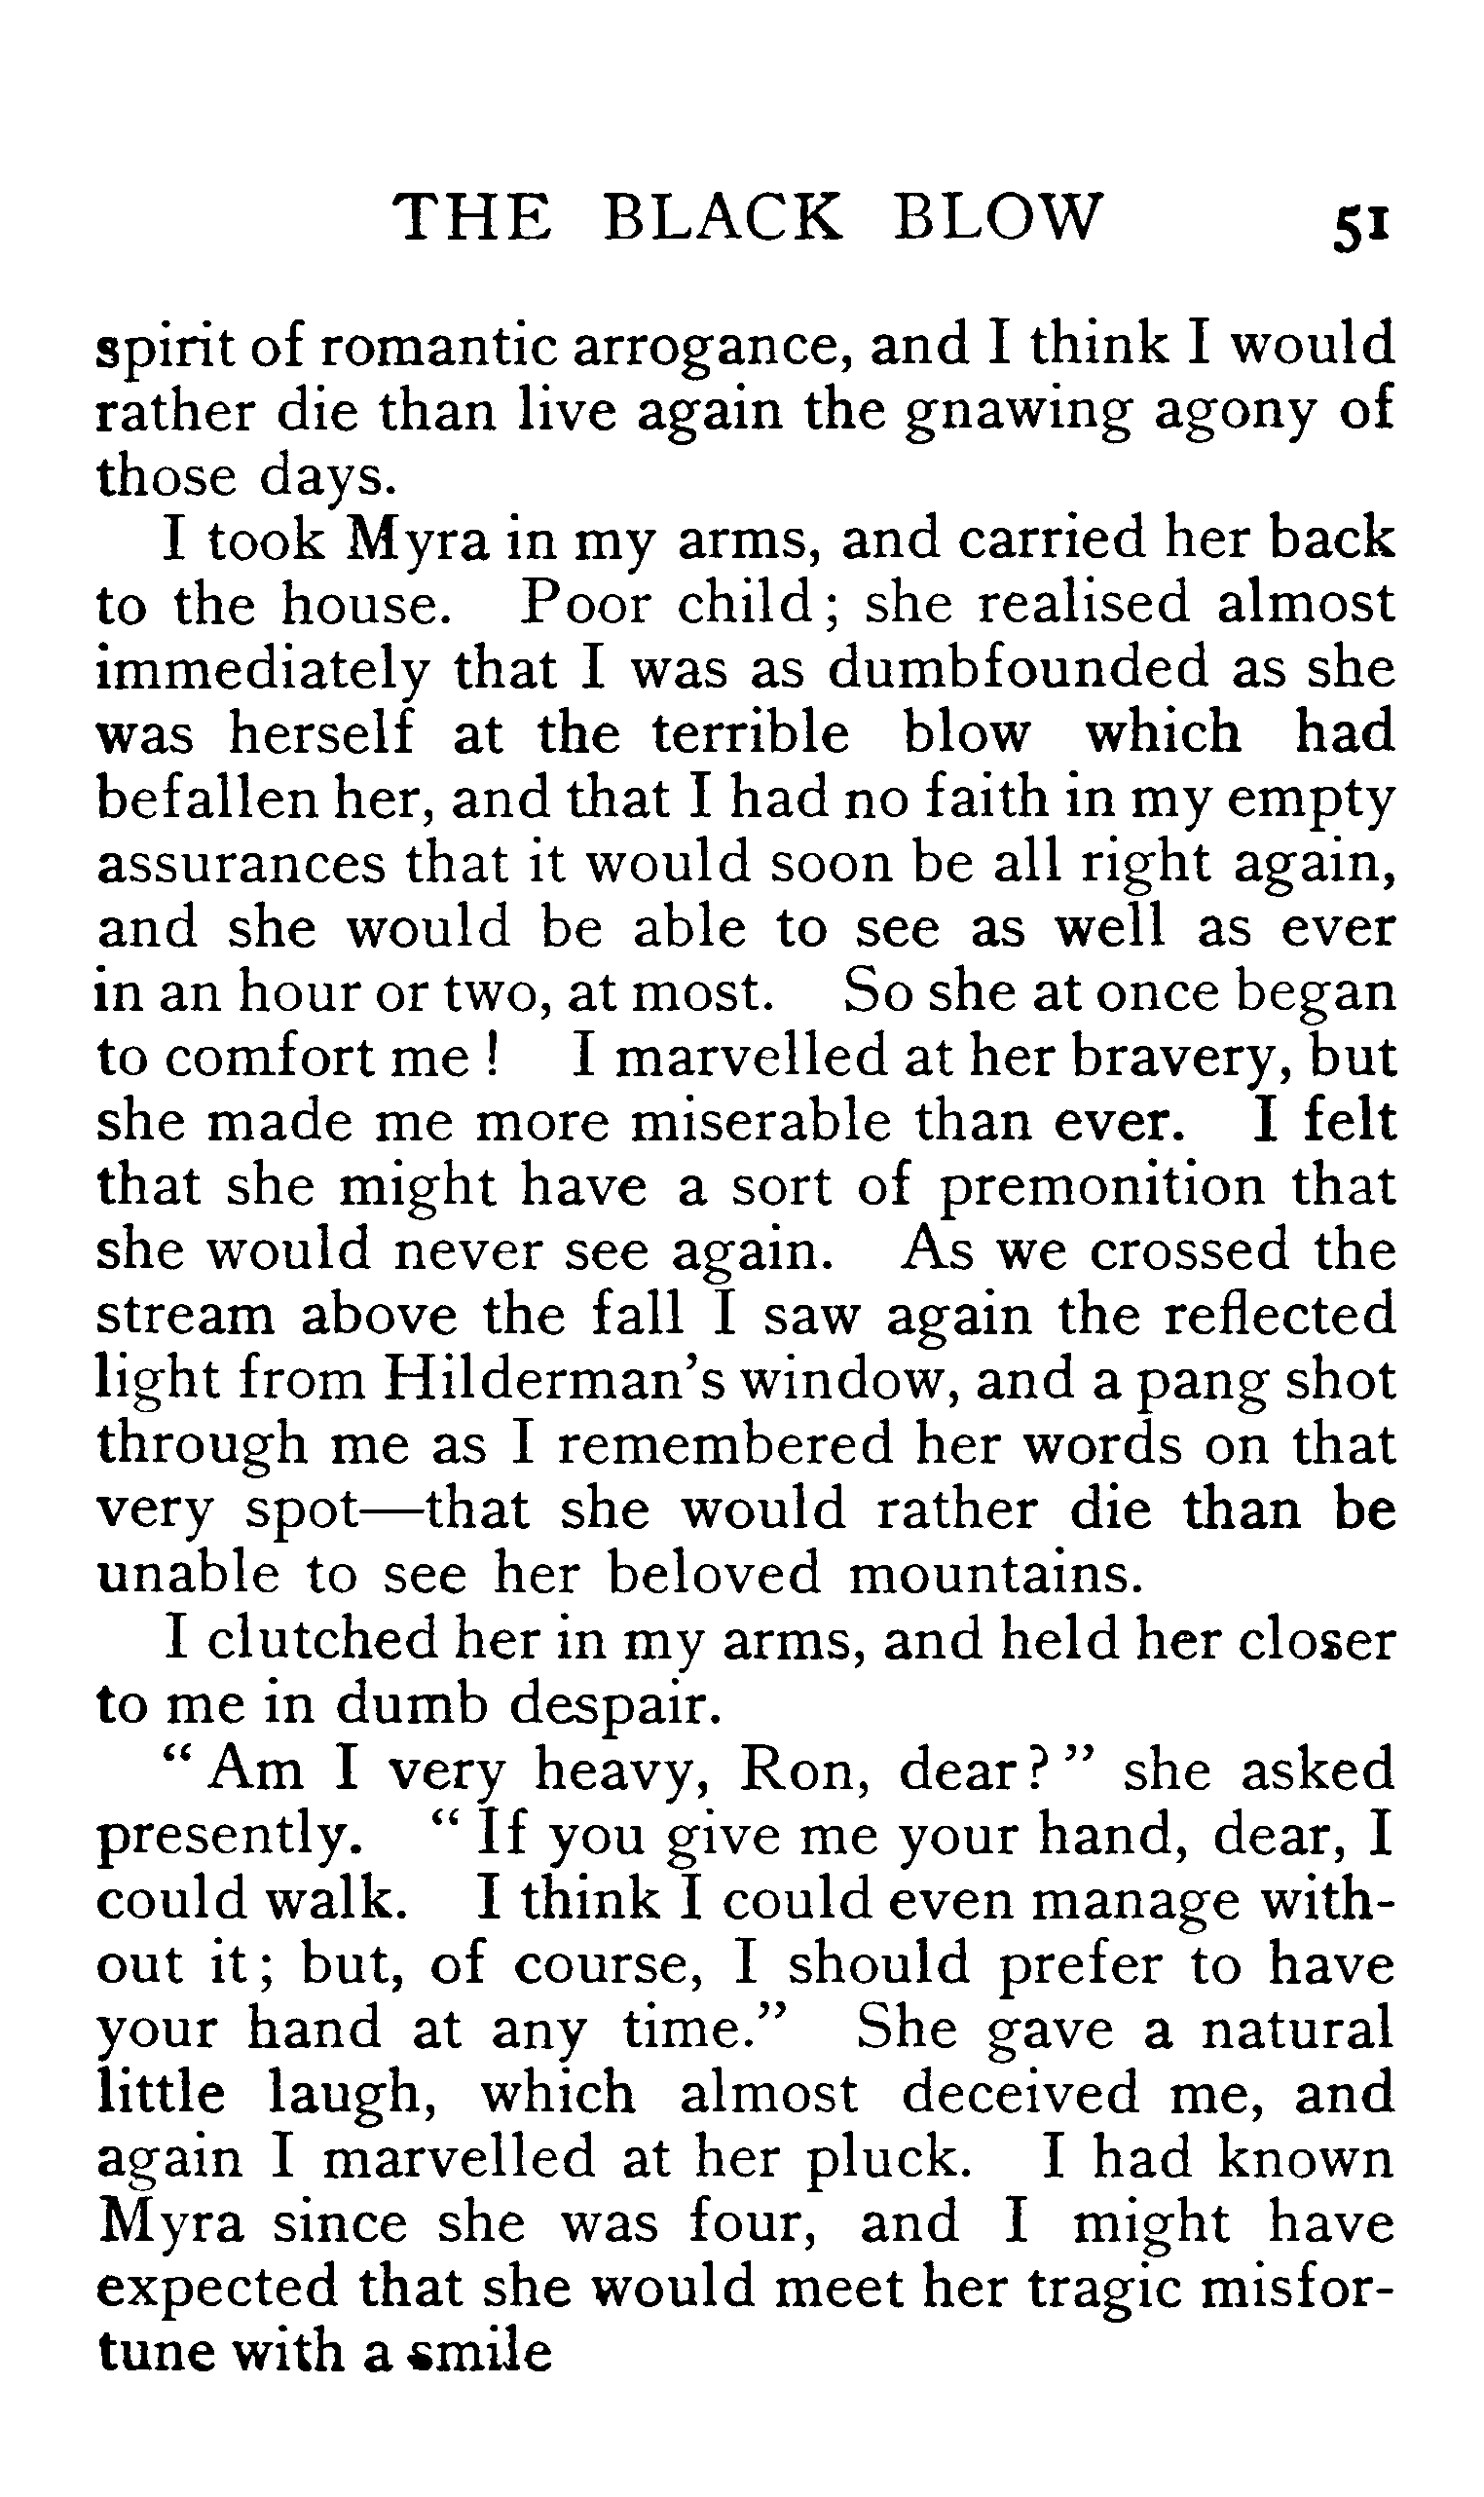 THE BLACK BLOW 51
spirit of romantic arrogance, and I think I would
rather die than live again the gnawing agony of
those days.
I took Myra in my arms, and carried her back
to the house. Poor child; she realised almost
immediately that I was as dumbfounded as she
was herself at the terrible blow which had
befallen her, and that I had no faith in my empty
assurances that it would soon be all right again,
and she would be able to see as well as ever
in an hour or two, at most. So she at once began
to comfort me ! I marvelled at her bravery, but
she made me more miserable than ever. I felt
that she might have a sort of premonition that
she would never see again. As we crossed the
stream above the fall I saw again the reflected
light from Hilderman's window, and a pang shot
through me as I remembered her words on that
very spot—that she would rather die than be
unable to see her beloved mountains.
I clutched her in my arms, and held her closer
to me in dumb despair.
“ Am I very heavy, Ron, dear? ” she asked
presently. “ If you give me your hand, dear, I
could walk. I think I could even manage with-
out it; but, of course, I should prefer to have
your hand at any time.” She gave a natural
little laugh, which almost deceived me, and
again I marvelled at her pluck. I had known
Myra since she was four, and I might have
expected that she would meet her tragic misfor-
tune with a smile